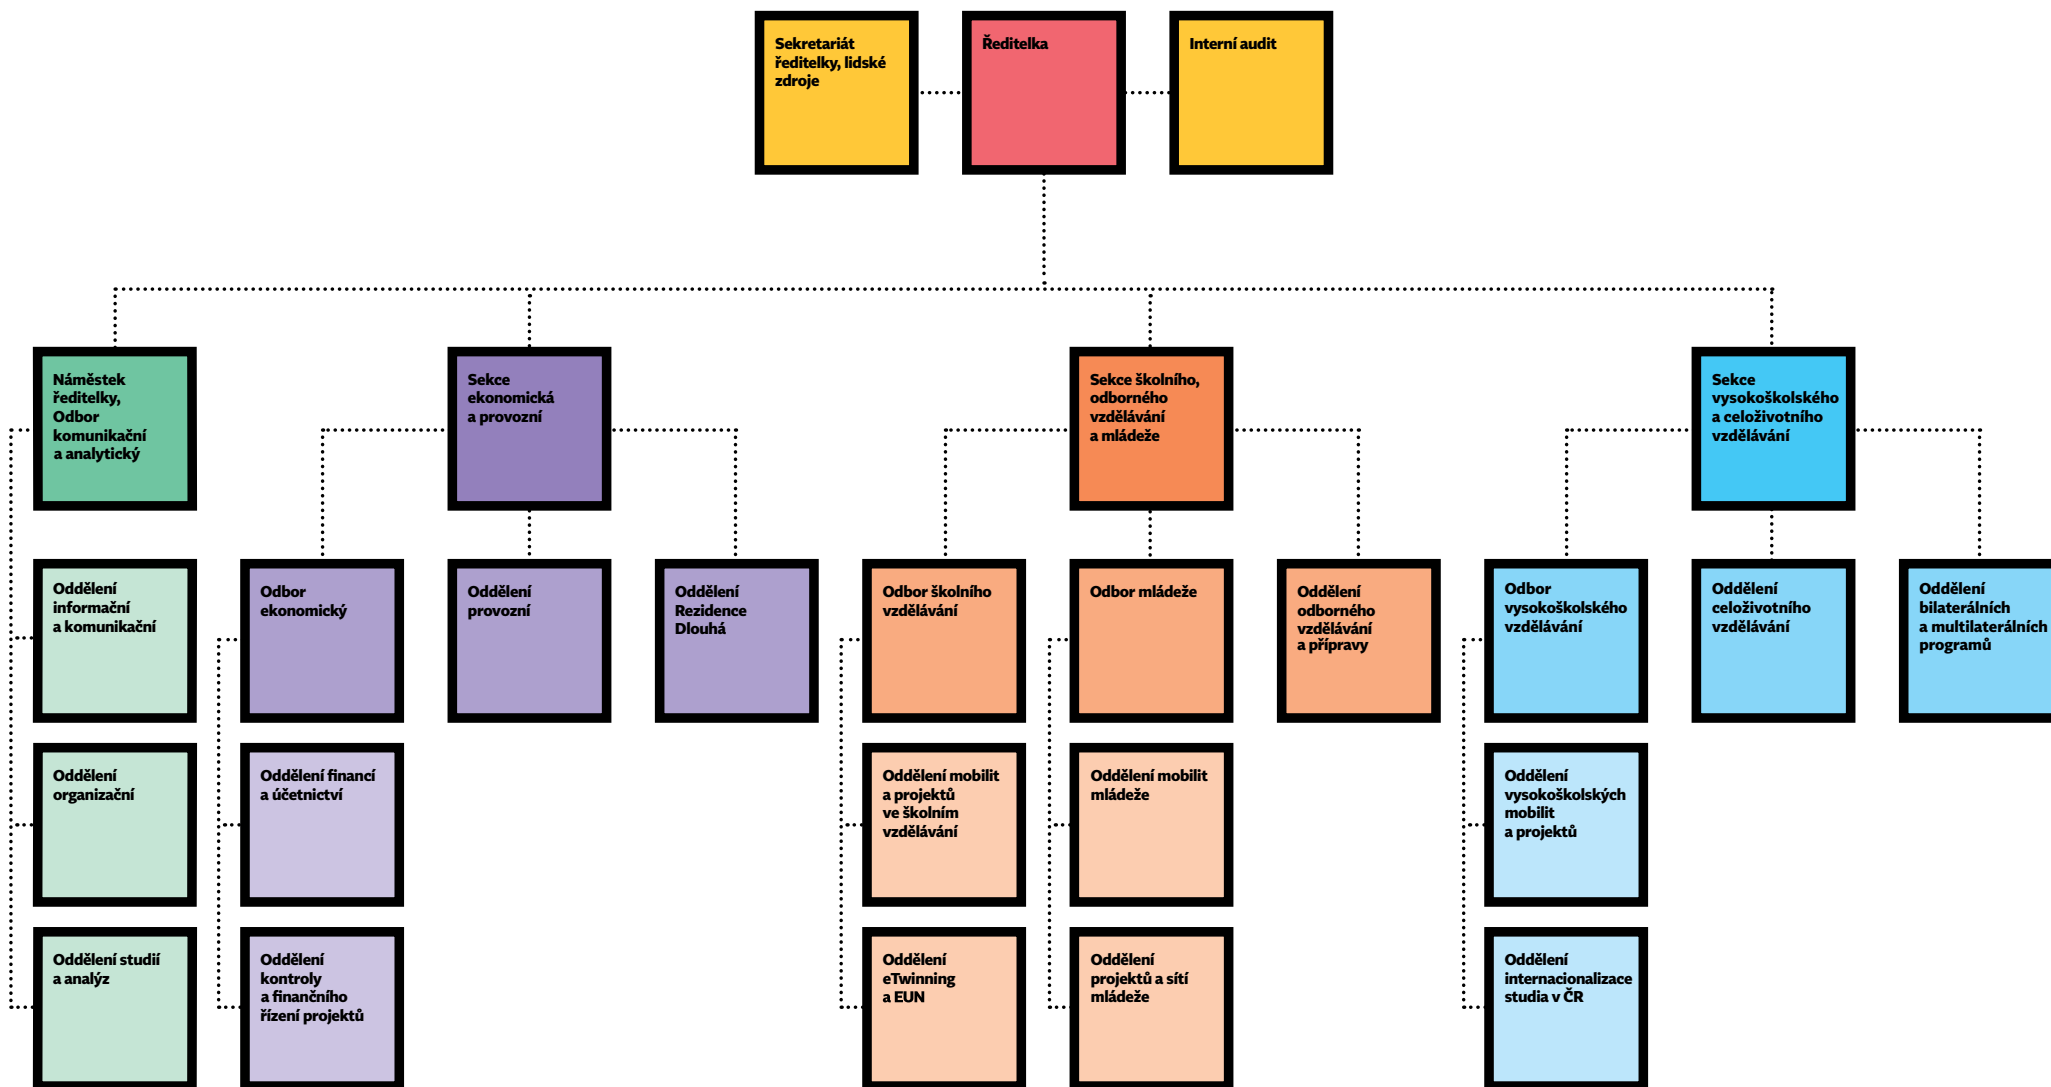 Sekretariát
ředitelky, lidské
zdroje
Ředitelka
Interní audit
Náměstek
ředitelky,
Odbor
komunikační
a analytický
Sekce
ekonomická
a provozní
Sekce školního,
odborného
vzdělávání
a mládeže
Sekce
vysokoškolského
a celoživotního
vzdělávání
Oddělení
informační
a komunikační
Odbor
ekonomický
Oddělení
provozní
Oddělení
Rezidence
Dlouhá
Odbor školního
vzdělávání
Odbor mládeže
Oddělení
odborného
vzdělávání
a přípravy
Odbor
vysokoškolského
vzdělávání
Oddělení
celoživotního
vzdělávání
Oddělení
bilaterálních
a multilaterálních
programů
Oddělení
organizační
Oddělení financí
a účetnictví
Oddělení mobilit
a projektů
ve školním
vzdělávání
Oddělení mobilit
mládeže
Oddělení
vysokoškolských
mobilit
a projektů
Oddělení studií
a analýz
Oddělení
kontroly
a finančního
řízení projektů
Oddělení
eTwinning
a EUN
Oddělení
projektů a sítí
mládeže
Oddělení
internacionalizace
studia v ČR